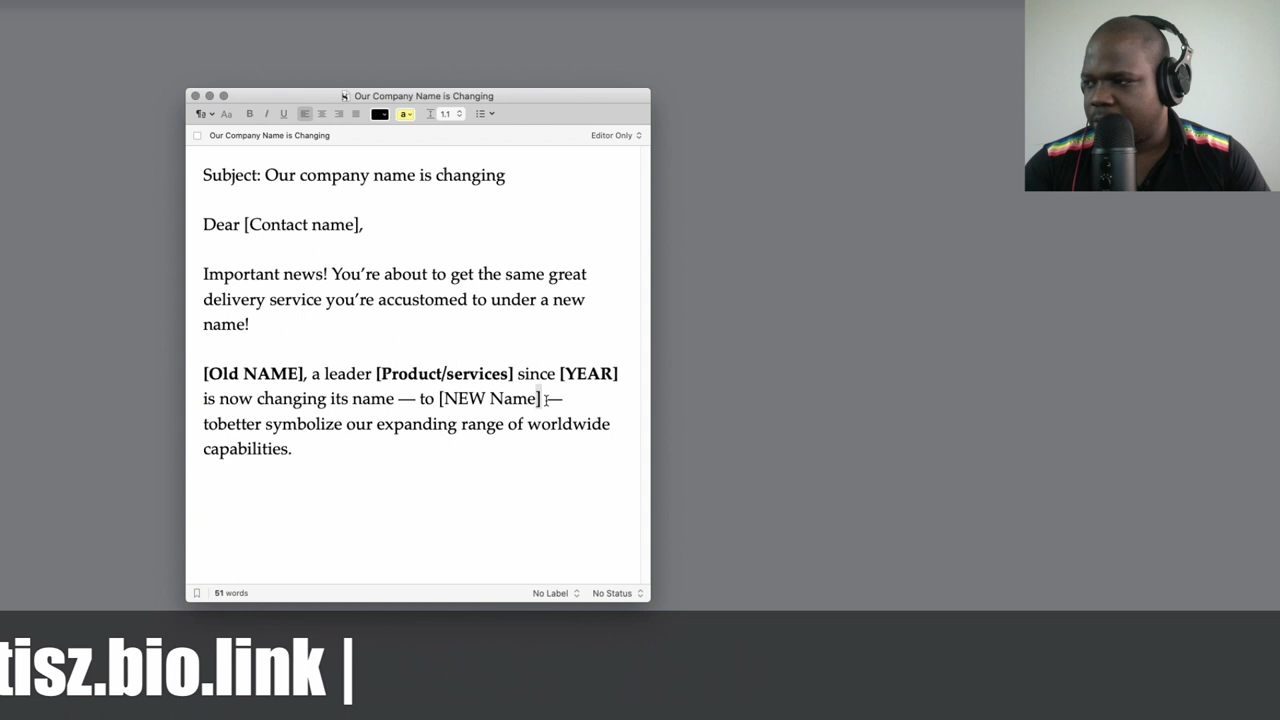 Our Company Name is Changing
¶a Aa B I U a 1.1
Our Company Name is Changing Editor Only
Subject: Our company name is changing
Dear [Contact name],
Important news! You’re about to get the same great
delivery service you’re accustomed to under a new
name!
[Old NAME], a leader [Product/services] since [YEAR]
is now changing its name — to [NEW Name] —
tobetter symbolize our expanding range of worldwide
capabilities.
51 words No Label No Status
tisz.bio.link |